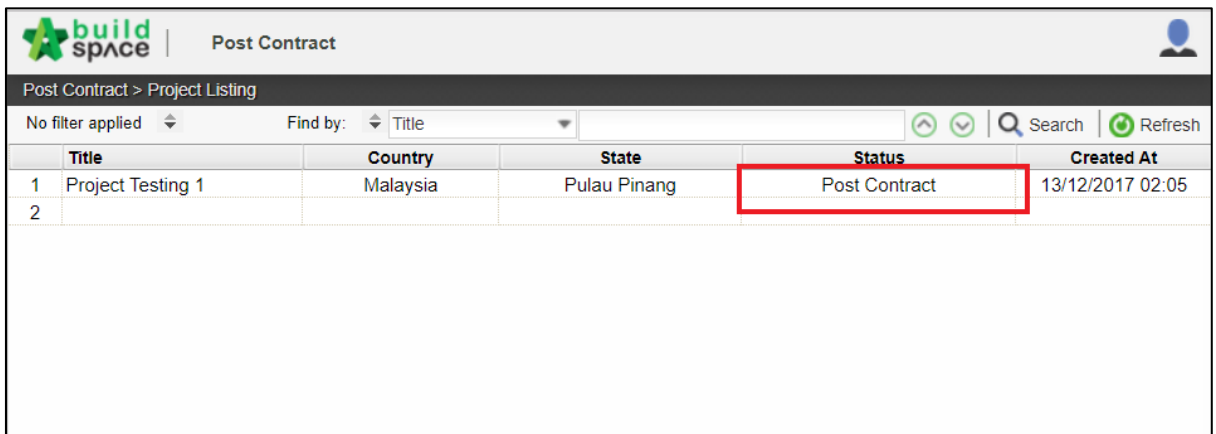 build
space
Post Contract
Post Contract > Project Listing
No filter applied Find by: Title Search Refresh
Title Country State Status Created At
1 Project Testing 1 Malaysia Pulau Pinang Post Contract 13/12/2017 02:05
2